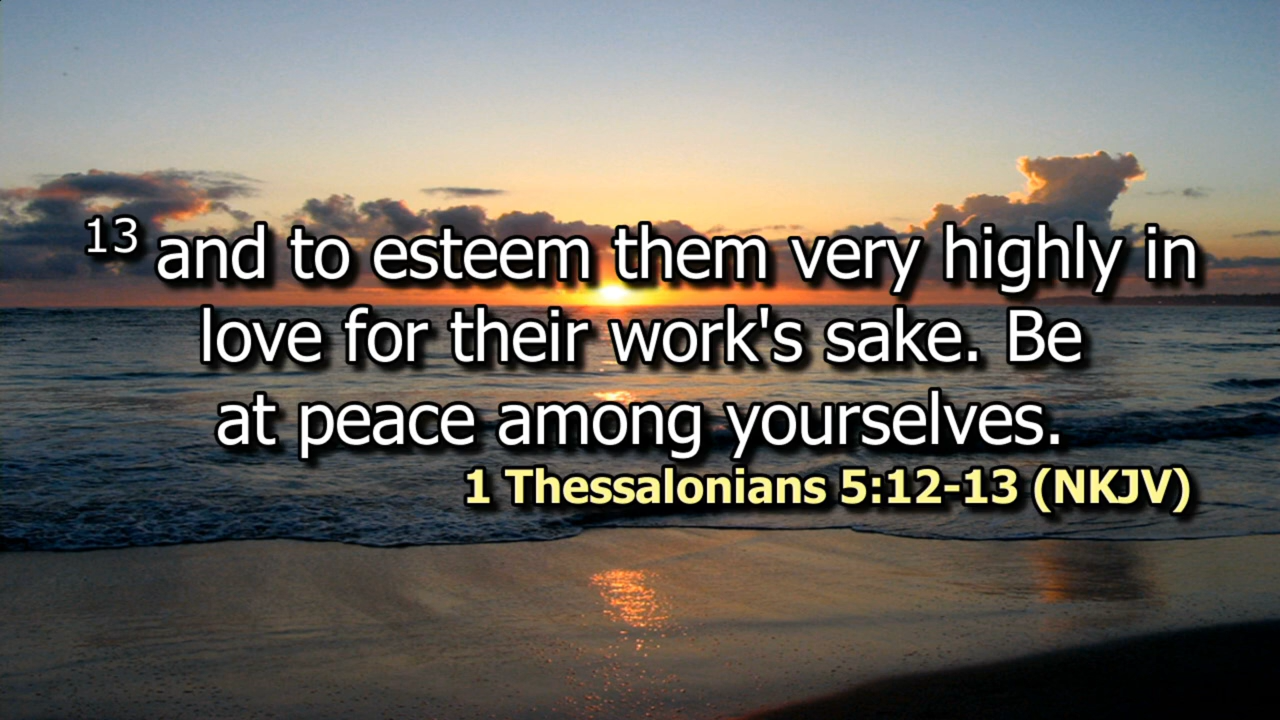 13 and to esteem them very highly in
love for their work's sake. Be
at peace among yourselves.
1 Thessalonians 5:12-13 (NKJV)